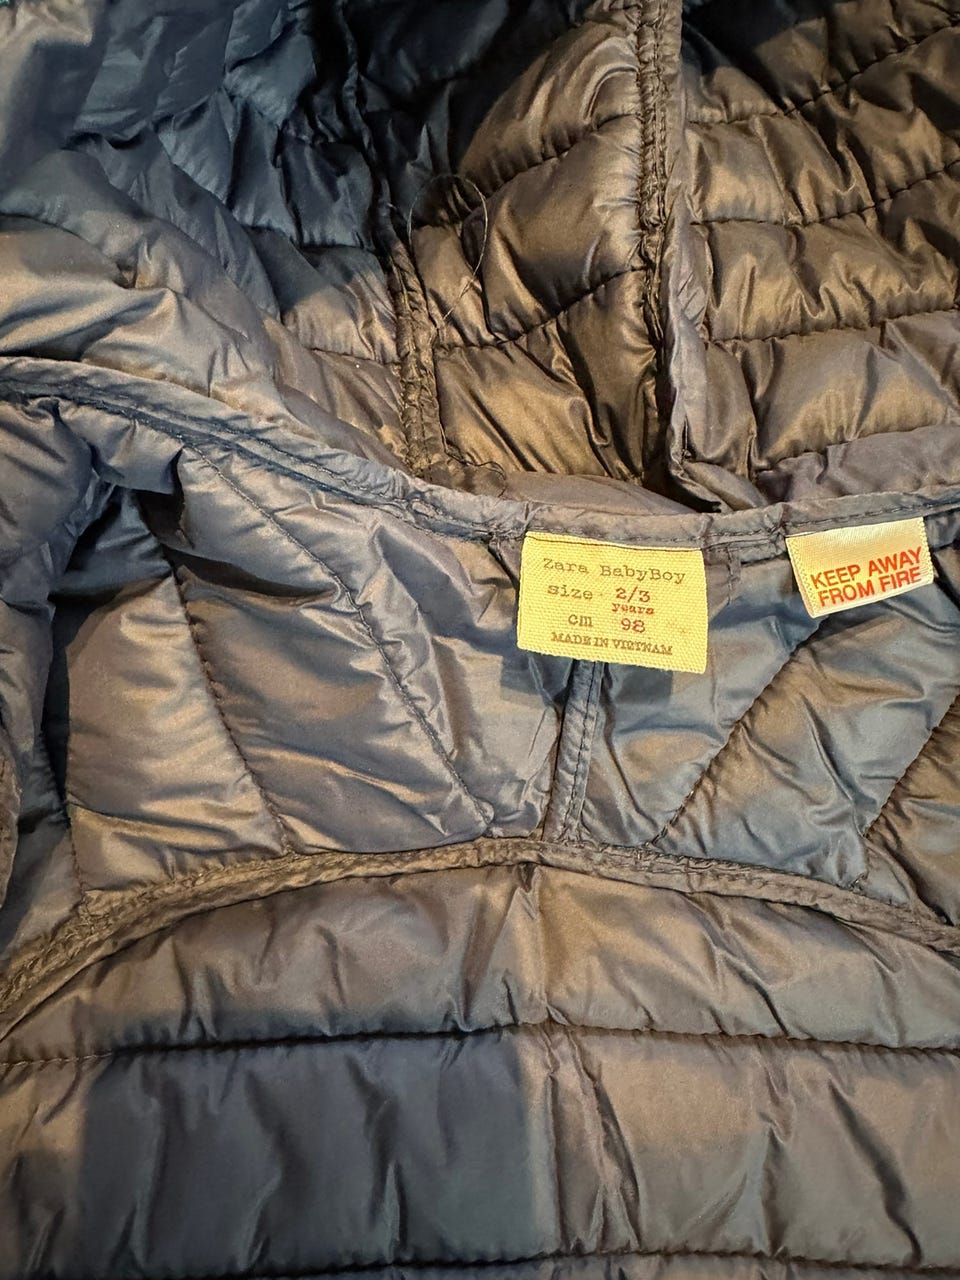 Zara BabyBoy
size - 2/3
years
cm 98
MADE IN VIETNAM
KEEP AWAY
FROM FIRE